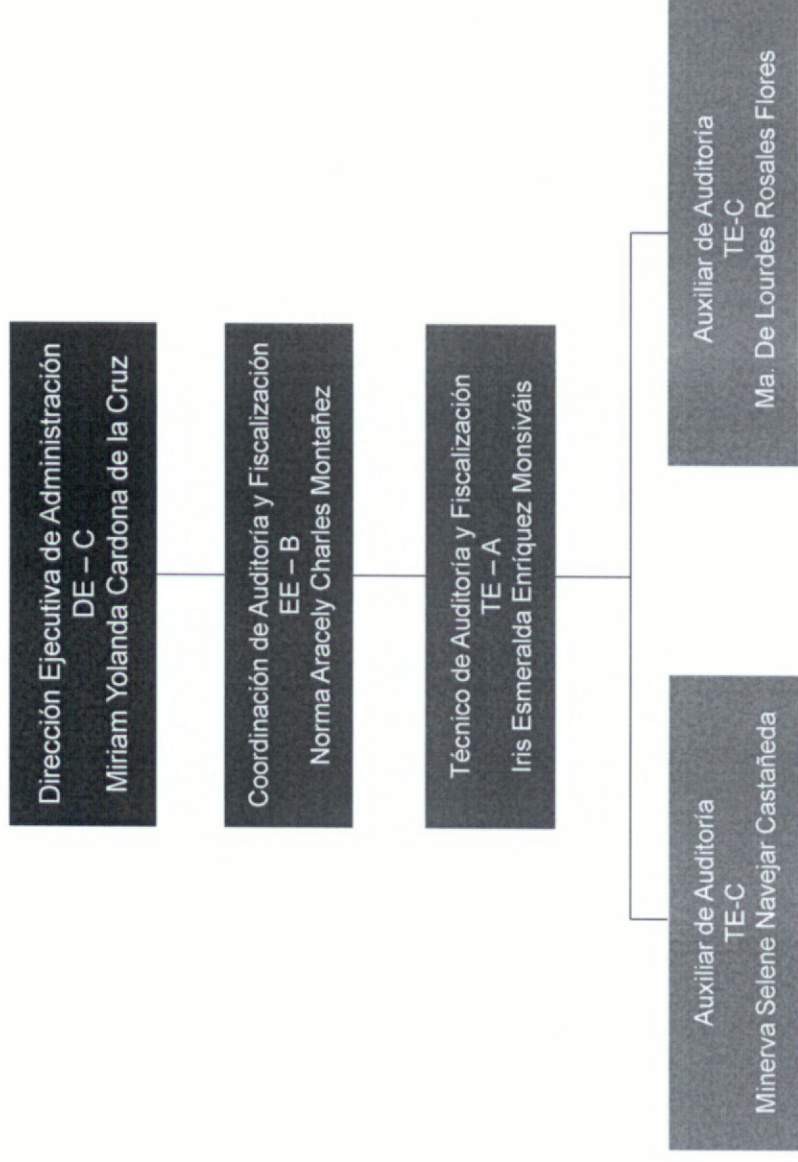 Dirección Ejecutiva de Administración
DE – C
Miriam Yolanda Cardona de la Cruz
Coordinación de Auditoría y Fiscalización
EE – B
Norma Aracely Charles Montañez
Técnico de Auditoría y Fiscalización
TE – A
Iris Esmeralda Enríquez Monsiváis
Auxiliar de Auditoría
TE-C
Minerva Selene Navejar Castañeda
Auxiliar de Auditoría
TE-C
Ma. De Lourdes Rosales Flores